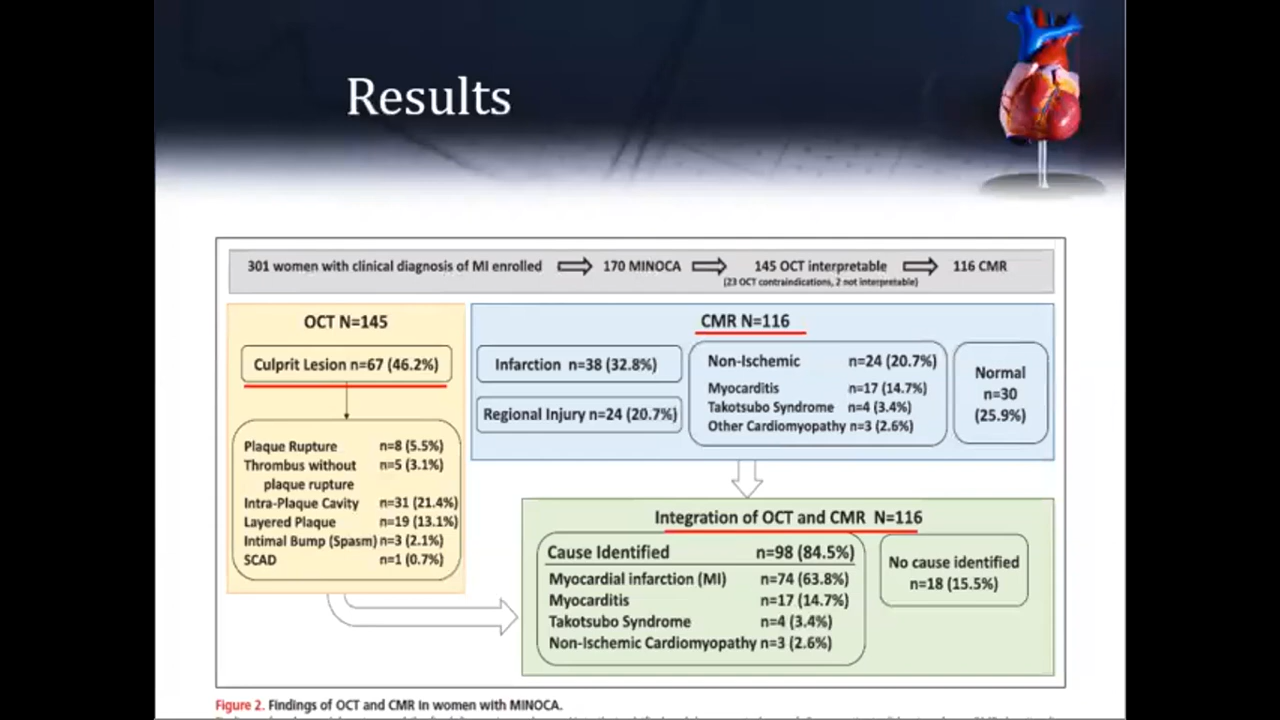 Results
301 women with clinical diagnosis of MI enrolled 170 MINOCA 145 OCT interpretable 116 CMR
(23 OCT contraindications, 2 not interpretable)
OCT N=145
Culprit Lesion n=67 (46.2%)
Plaque Rupture n=8 (5.5%)
Thrombus without n=5 (3.1%)
plaque rupture
Intra-Plaque Cavity n=31 (21.4%)
Layered Plaque n=19 (13.1%)
Intimal Bump (Spasm) n=3 (2.1%)
SCAD n=1 (0.7%)
CMR N=116
Infarction n=38 (32.8%)
Regional Injury n=24 (20.7%)
Non-Ischemic n=24 (20.7%)
Myocarditis n=17 (14.7%)
Takotsubo Syndrome n=4 (3.4%)
Other Cardiomyopathy n=3 (2.6%)
Normal
n=30
(25.9%)
Integration of OCT and CMR N=116
Cause Identified n=98 (84.5%)
Myocardial infarction (MI) n=74 (63.8%)
Myocarditis n=17 (14.7%)
Takotsubo Syndrome n=4 (3.4%)
Non-Ischemic Cardiomyopathy n=3 (2.6%)
No cause identified
n=18 (15.5%)
Figure 2. Findings of OCT and CMR in women with MINOCA.